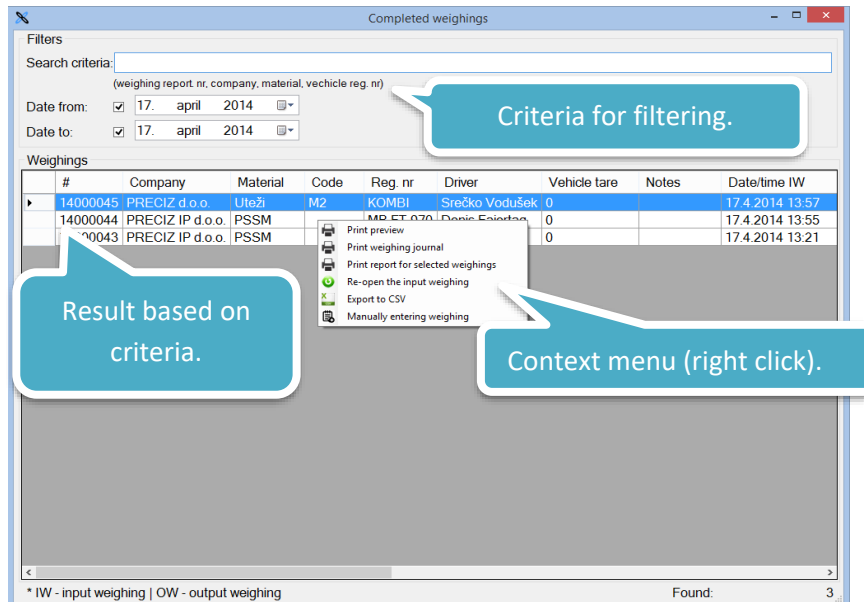 Completed weighings
Filters
Search criteria:
(weighing report. nr, company, material, vechicle reg. nr)
Date from: 17. april 2014
Date to: 17. april 2014
Criteria for filtering.
Weighings
# Company Material Code Reg. nr Driver Vehicle tare Notes Date/time IW
14000045 PRECIZ d.o.o. Uteži M2 KOMBI Srečko Vodušek 0 17.4.2014 13:57
14000044 PRECIZ IP d.o.o. PSSM MB FT-070 Denis Fajertag 0 17.4.2014 13:55
PRECIZ IP d.o.o. PSSM 0 17.4.2014 13:21
Print preview
Print weighing journal
Print report for selected weighings
Re-open the input weighing
Export to CSV
Manually entering weighing
Result based on
criteria.
Context menu (right click).
* IW - input weighing | OW - output weighing Found: 3